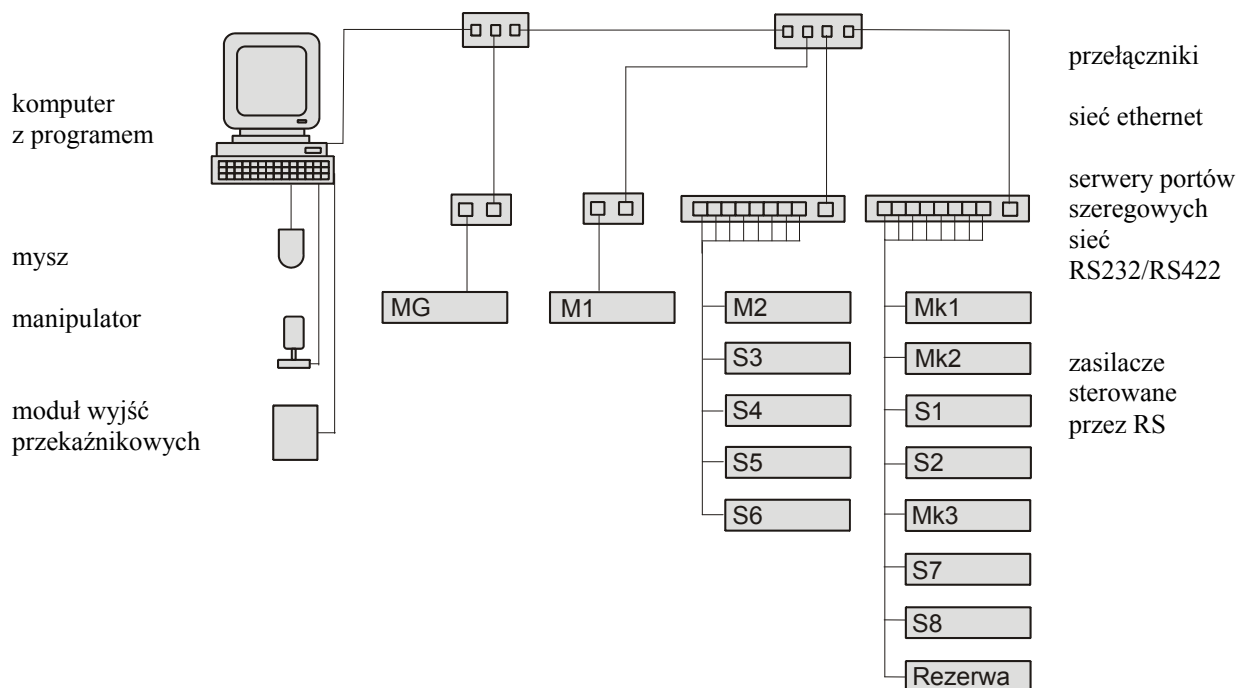 komputer
z programem
mysz
manipulator
moduł wyjść
przekaźnikowych
MG
M1
M2
S3
S4
S5
S6
Mk1
Mk2
S1
S2
Mk3
S7
S8
Rezerwa
przełączniki
sieć ethernet
serwery portów
szeregowych
sieć
RS232/RS422
zasilacze
sterowane
przez RS